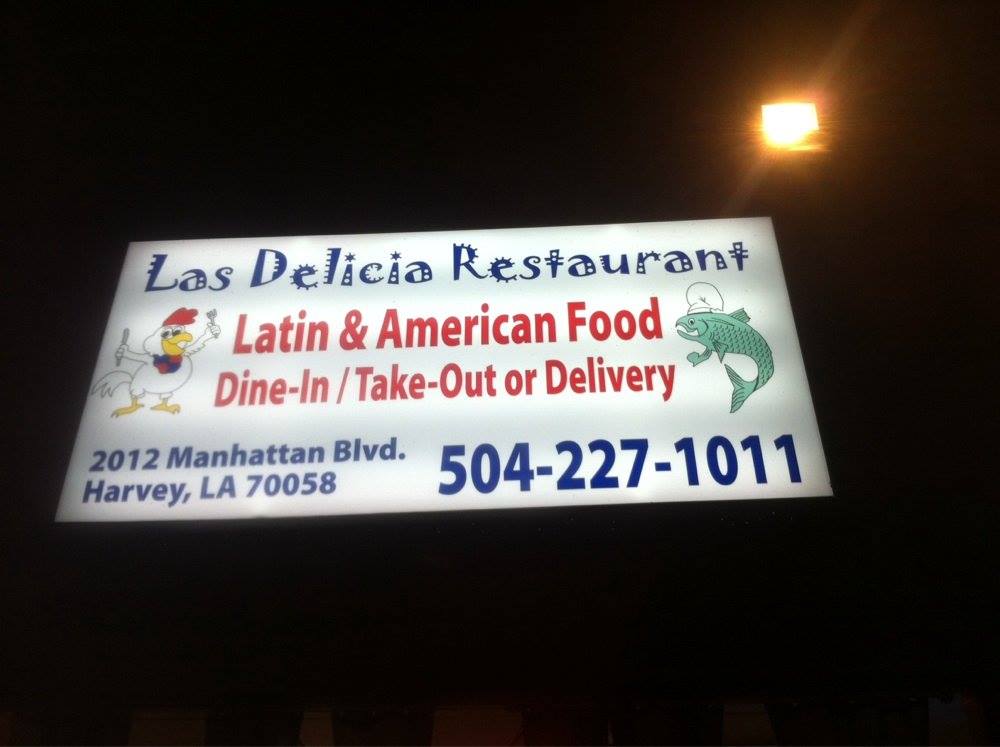 Las Delicia Restaurant
Latin & American Food
Dine-In / Take-Out or Delivery
2012 Manhattan Blvd.
Harvey, LA 70058
504-227-1011